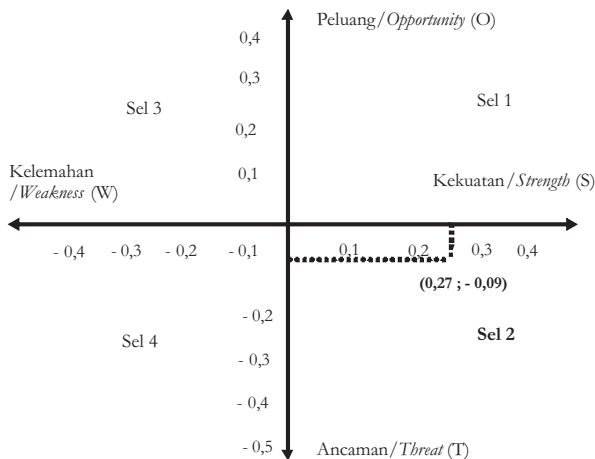 Peluang/Opportunity (O)
0,4
0,3
Sel 3
Sel 1
0,2
Kelemahan
/Weakness (W)
0,1
Kekuatan/Strength (S)
- 0,4 - 0,3 - 0,2 - 0,1 0,1 0,2 0,3 0,4
(0,27 ; - 0,09)
- 0,2
Sel 4
Sel 2
- 0,3
- 0,4
- 0,5
Ancaman/Threat (T)